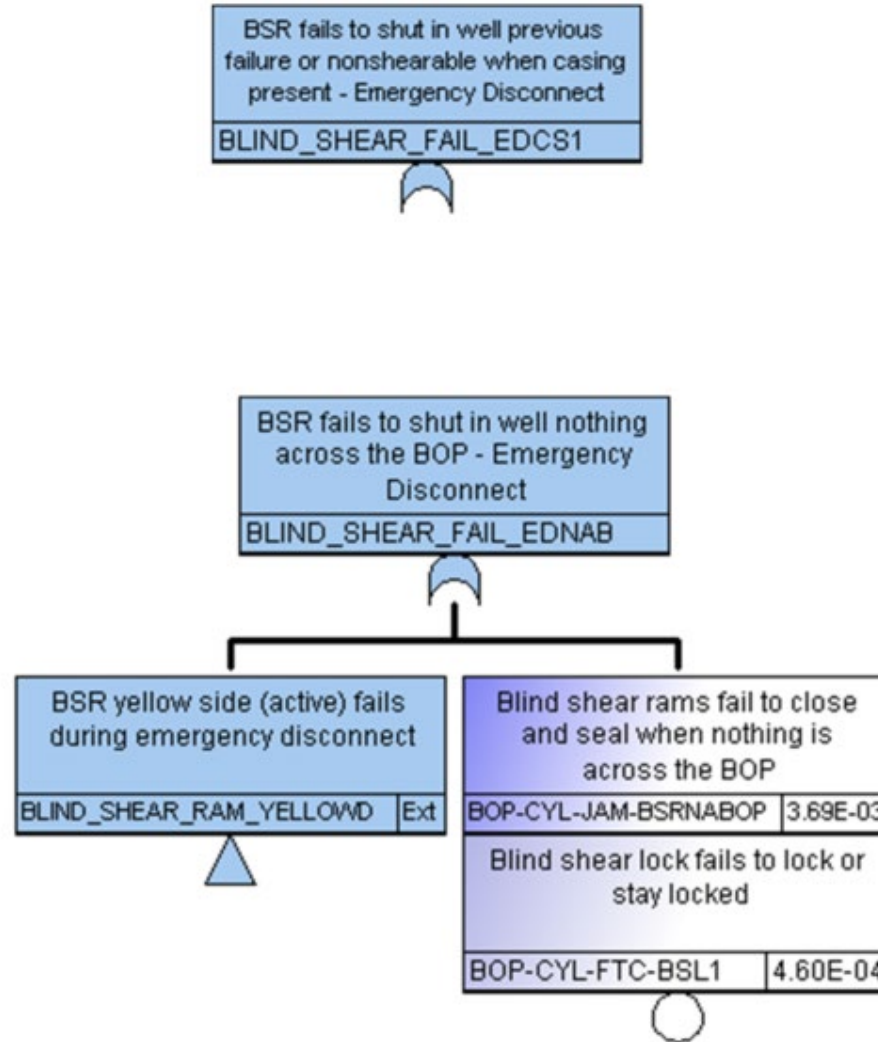 BSR fails to shut in well previous
failure or nonshearable when casing
present - Emergency Disconnect
BLIND_SHEAR_FAIL_EDCS1
BSR fails to shut in well nothing
across the BOP - Emergency
Disconnect
BLIND_SHEAR_FAIL_EDNAB
BSR yellow side (active) fails
during emergency disconnect
BLIND_SHEAR_RAM_YELLOWD Ext
Blind shear rams fail to close
and seal when nothing is
across the BOP
BOP-CYL-JAM-BSRNABOP 3.69E-03
Blind shear lock fails to lock or
stay locked
BOP-CYL-FTC-BSL1 4.60E-04